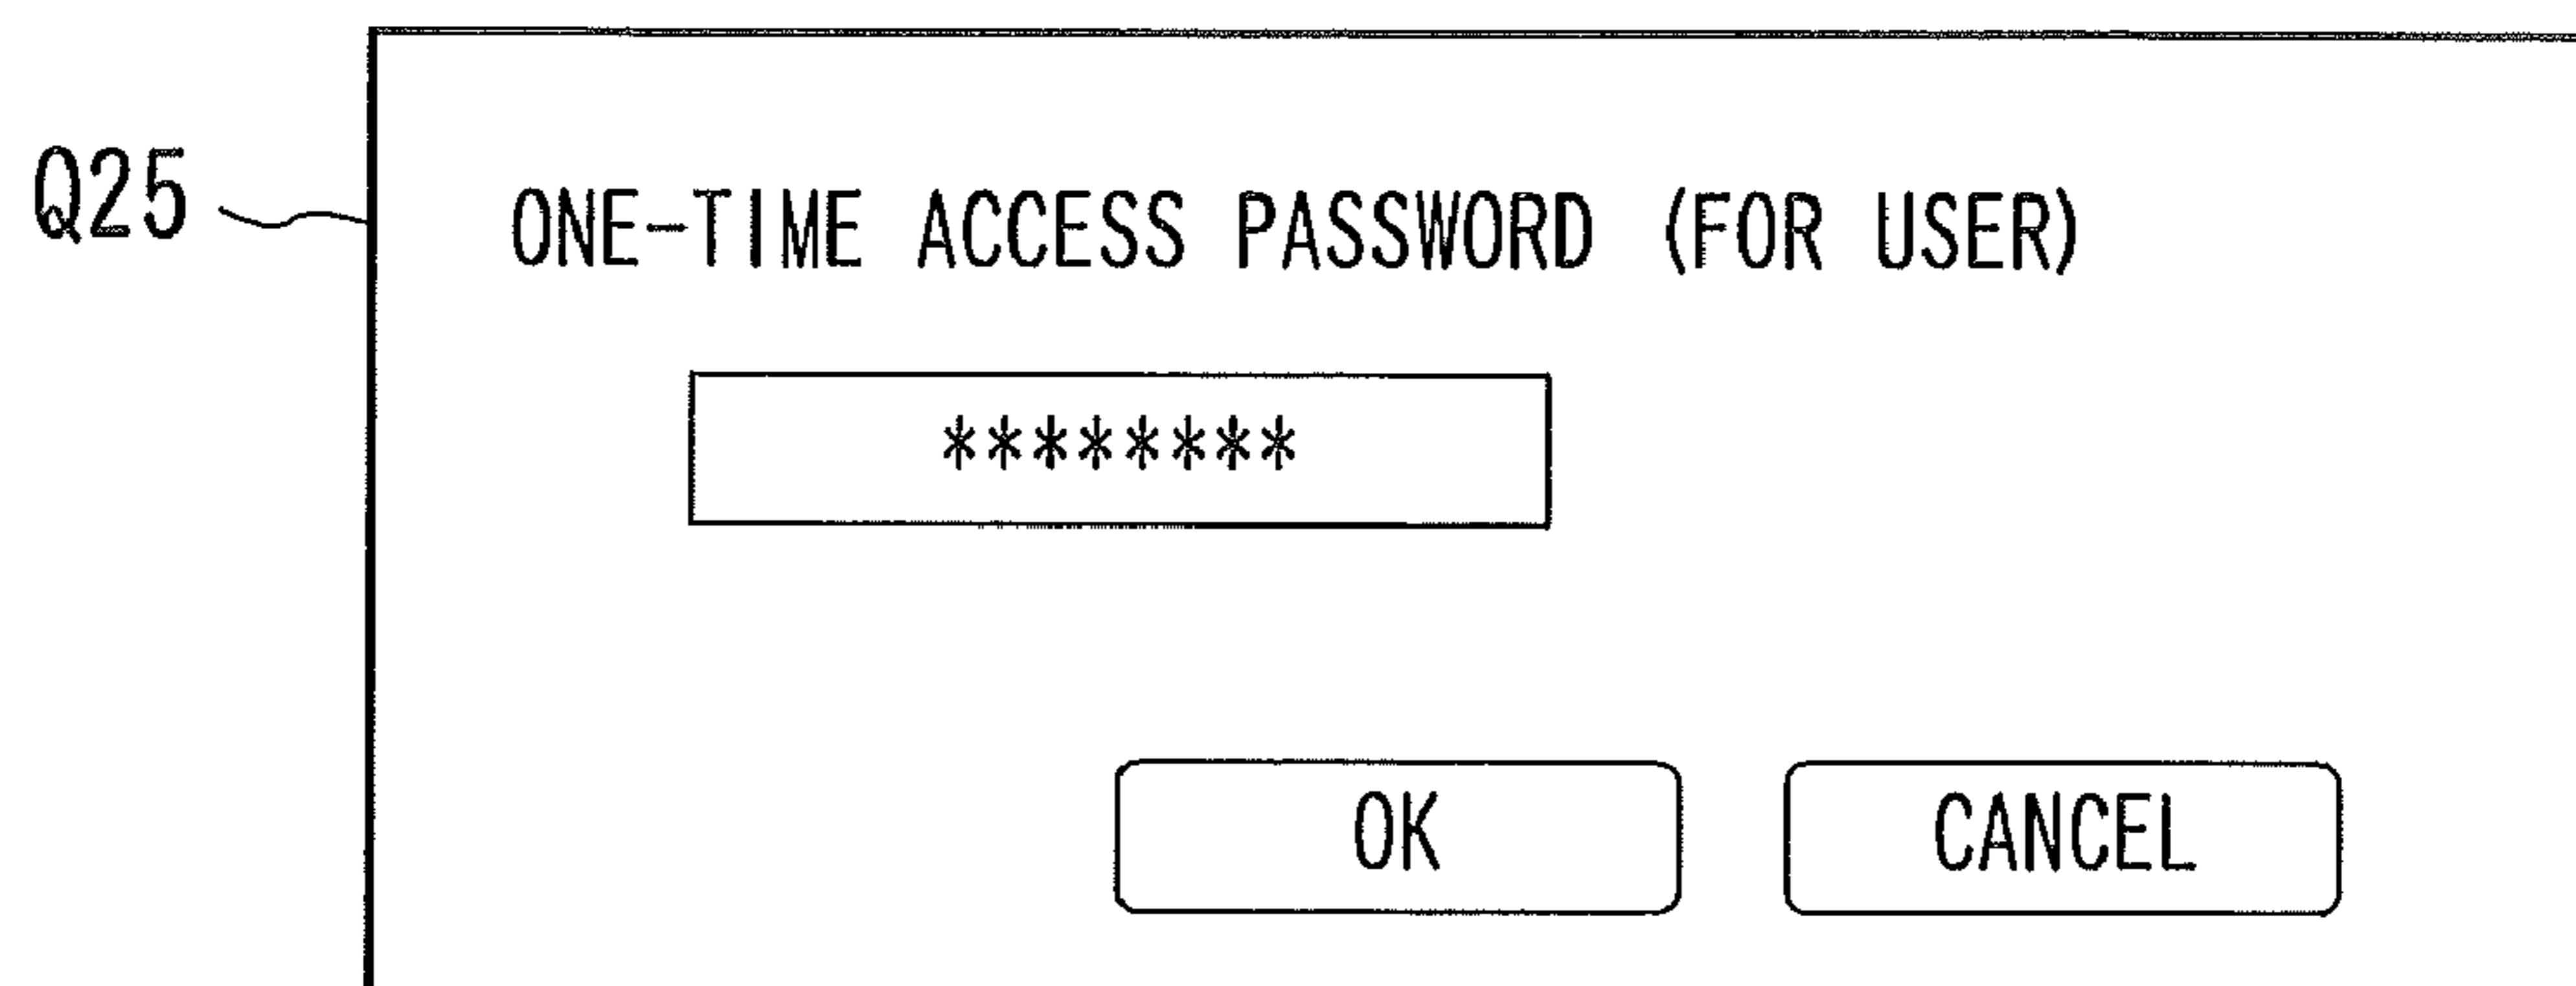 Q25
ONE-TIME ACCESS PASSWORD (FOR USER)
********
OK CANCEL